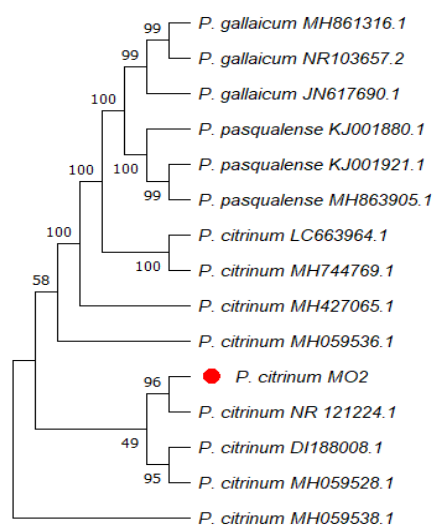 99
P. gallaicum MH861316.1
99
P. gallaicum NR103657.2
P. gallaicum JN617690.1
100
P. pasqualense KJ001880.1
100
P. pasqualense KJ001921.1
100
99
P. pasqualense MH863905.1
100
P. citrinum LC663964.1
100
P. citrinum MH744769.1
58
P. citrinum MH427065.1
P. citrinum MH059536.1
96
P. citrinum MO2
P. citrinum NR 121224.1
49
P. citrinum DI188008.1
95
P. citrinum MH059528.1
P. citrinum MH059538.1